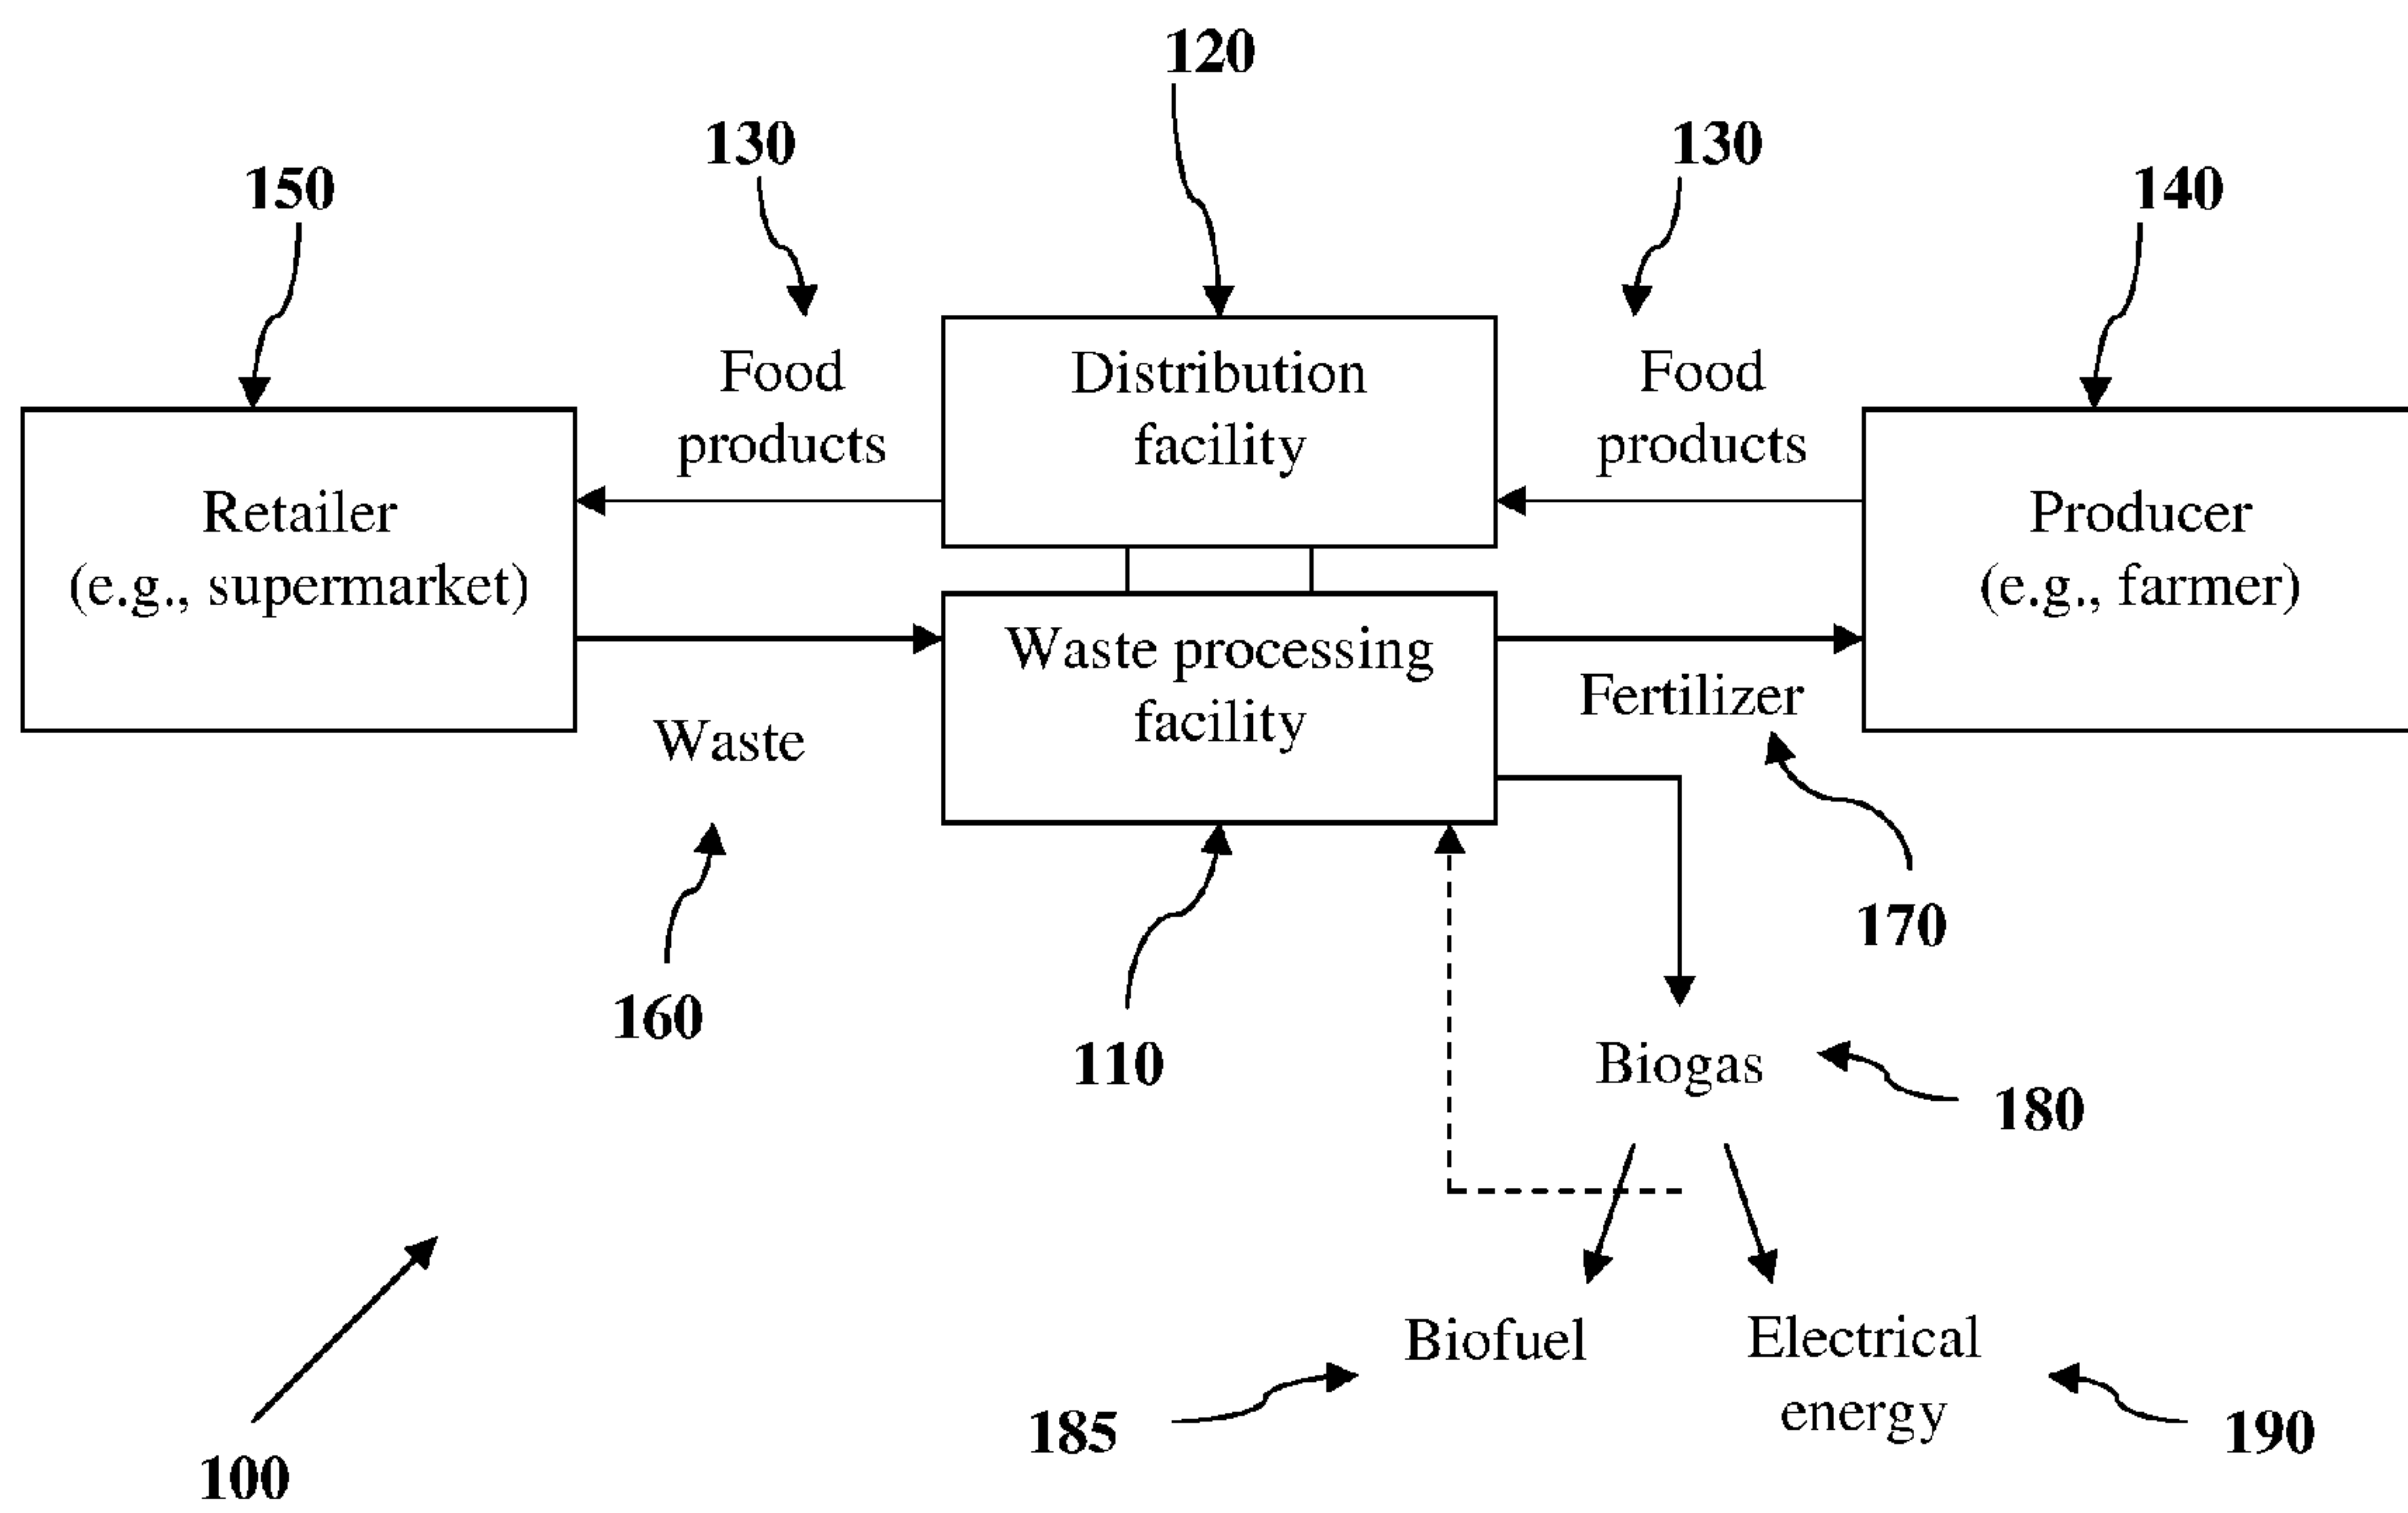 120
130
130
150
140
Food
products
Distribution
facility
Food
products
Retailer
(e.g., supermarket)
Producer
(e.g., farmer)
Waste processing
facility
Fertilizer
Waste
170
160
110
Biogas
180
Biofuel
Electrical
energy
185
190
100